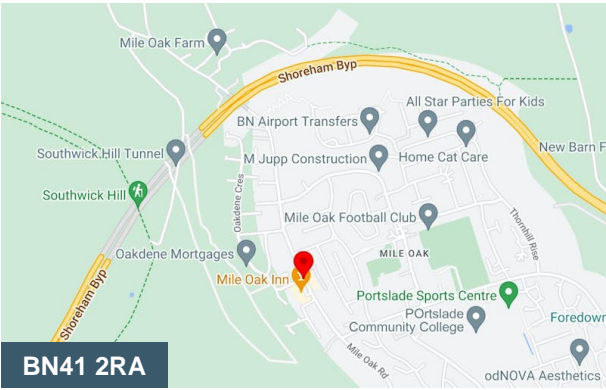 Mile Oak Farm
Shoreham Byp
All Star Parties For Kids
BN Airport Transfers
New Barn F
Southwick Hill Tunnel
M Jupp Construction
Home Cat Care
Southwick Hill
Oakdene Cres
Mile Oak Football Club
Thornhill Rise
Oakdene Mortgages
MILE OAK
Mile Oak Inn
Portslade Sports Centre
Shoreham Byp
POrtslade
Community College
Foredown
Mile Oak Rd
BN41 2RA
odNOVA Aesthetics